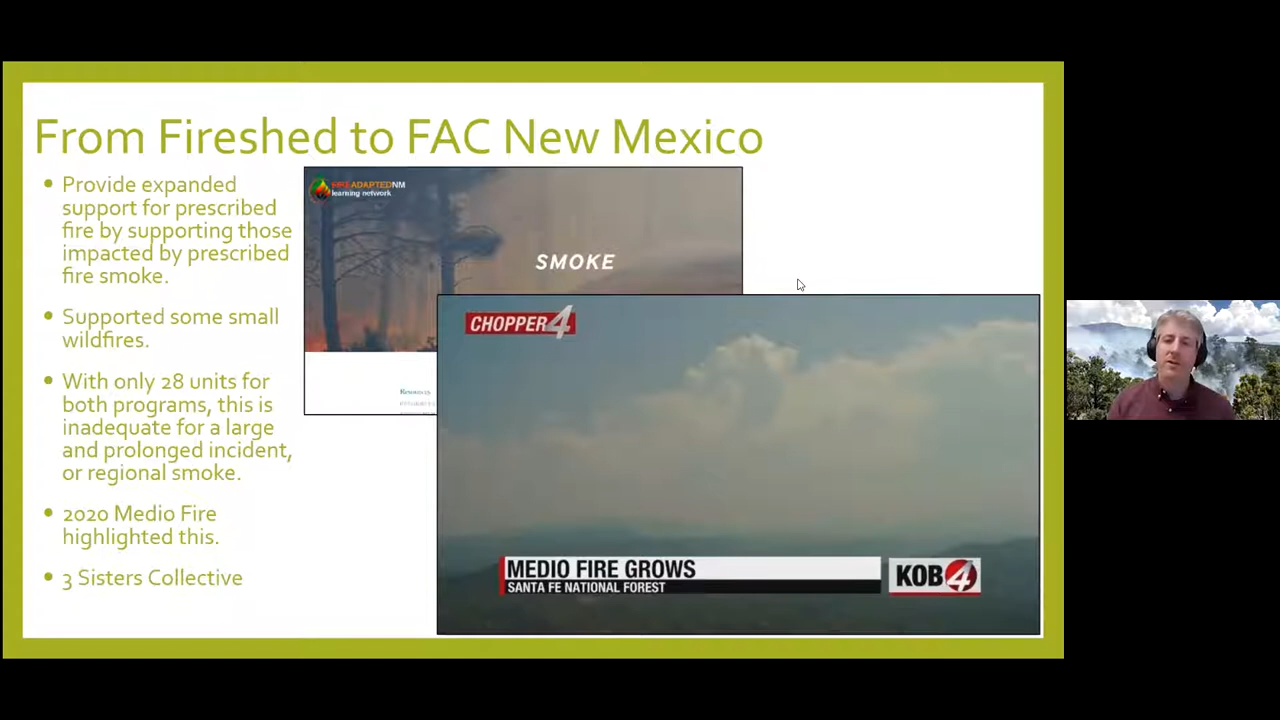 From Fireshed to FAC New Mexico
• Provide expanded
support for prescribed
fire by supporting those
impacted by prescribed
fire smoke.
• Supported some small
wildfires.
• With only 28 units for
both programs, this is
inadequate for a large
and prolonged incident,
or regional smoke.
• 2020 Medio Fire
highlighted this.
• 3 Sisters Collective
FIREADAPTEDNM
learning network
SMOKE
Resources
CHOPPER 4
MEDIO FIRE GROWS
SANTA FE NATIONAL FOREST
KOB 4